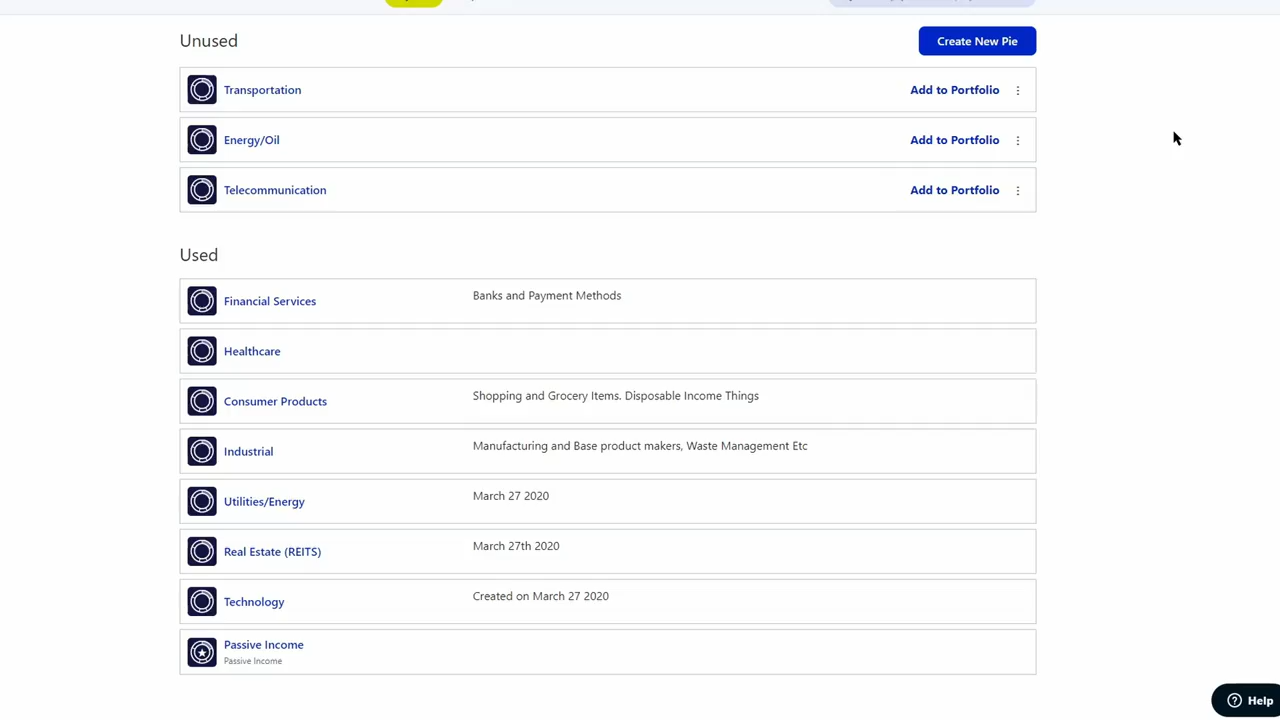 Unused
Create New Pie
Transportation Add to Portfolio
Energy/Oil Add to Portfolio
Telecommunication Add to Portfolio
Used
Financial Services Banks and Payment Methods
Healthcare
Consumer Products Shopping and Grocery Items. Disposable Income Things
Industrial Manufacturing and Base product makers, Waste Management Etc
Utilities/Energy March 27 2020
Real Estate (REITS) March 27th 2020
Technology Created on March 27 2020
Passive Income
Passive Income
Help